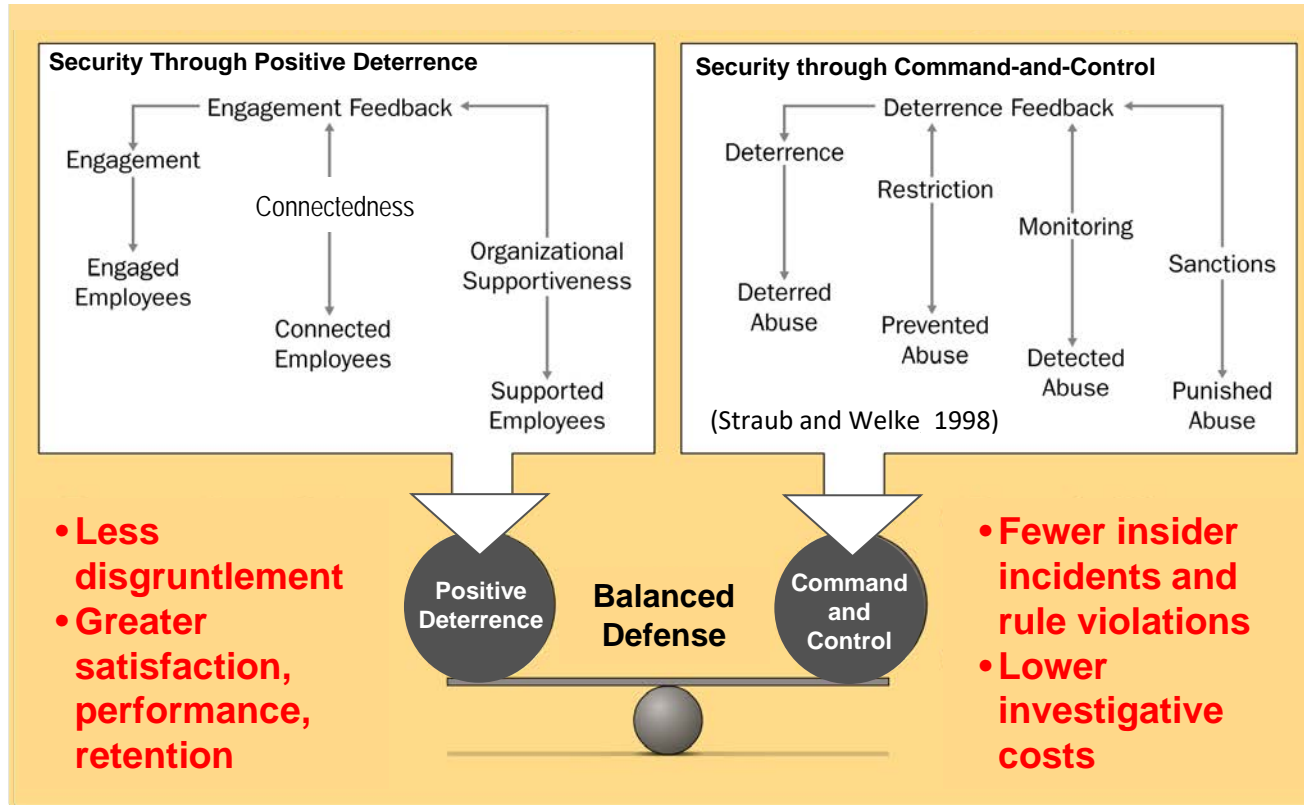 Security Through Positive Deterrence
Engagement Feedback
Engagement
Connectedness
Engaged
Employees
Organizational
Supportiveness
Connected
Employees
Supported
Employees
Security through Command-and-Control
Deterrence Feedback
Deterrence
Restriction
Monitoring
Sanctions
Deterred
Abuse
Prevented
Abuse
Detected
Abuse
Punished
Abuse
(Straub and Welke 1998)
•Less
disgruntlement
•Greater
satisfaction,
performance,
retention
Positive
Deterrence
Balanced
Defense
Command
and
Control
•Fewer insider
incidents and
rule violations
•Lower
investigative
costs